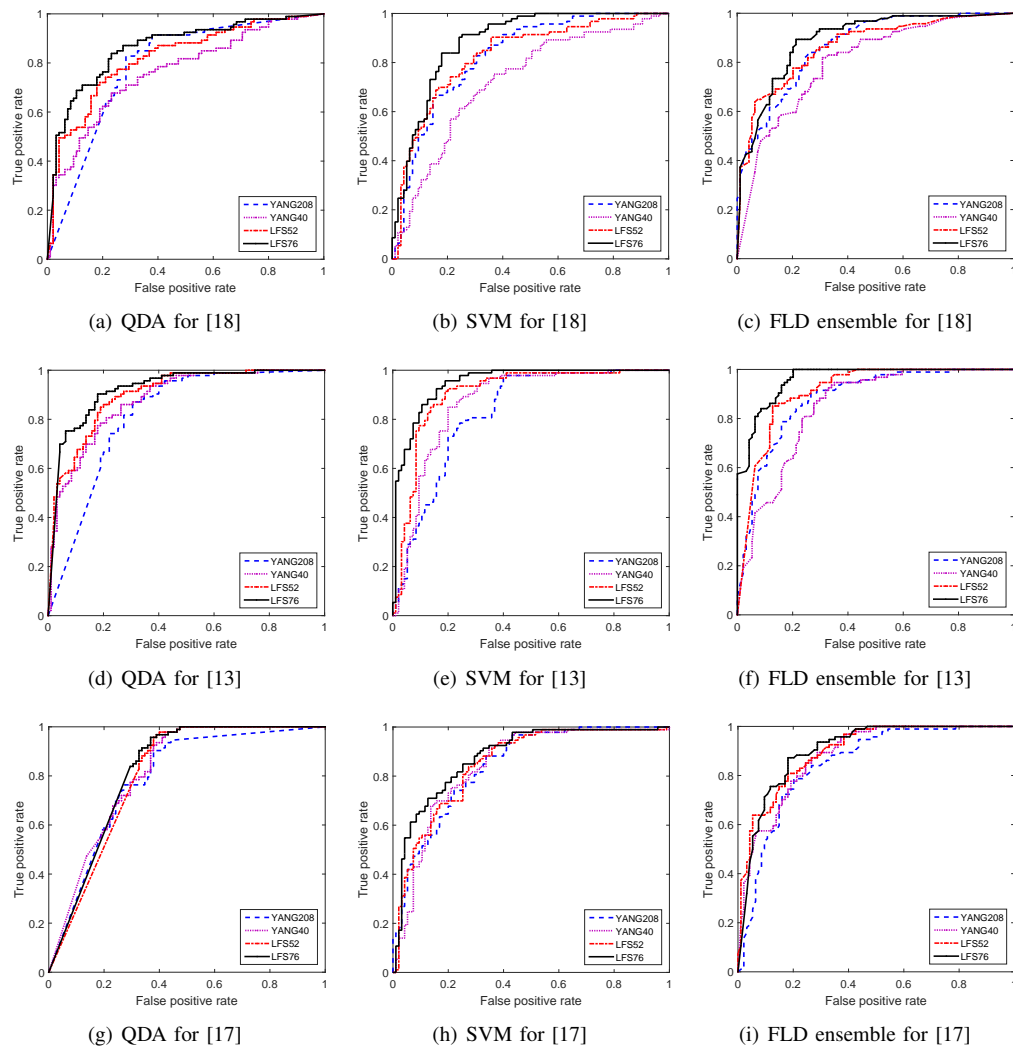 1
0.8
0.6
0.4
0.2
0
True positive rate
YANG208
YANG40
LFS52
LFS76
0 0.2 0.4 0.6 0.8 1
False positive rate
(a) QDA for [18]
1
0.8
0.6
0.4
0.2
0
True positive rate
YANG208
YANG40
LFS52
LFS76
0 0.2 0.4 0.6 0.8 1
False positive rate
(b) SVM for [18]
1
0.8
0.6
0.4
0.2
0
True positive rate
YANG208
YANG40
LFS52
LFS76
0 0.2 0.4 0.6 0.8 1
False positive rate
(c) FLD ensemble for [18]
1
0.8
0.6
0.4
0.2
0
True positive rate
YANG208
YANG40
LFS52
LFS76
0 0.2 0.4 0.6 0.8 1
False positive rate
(d) QDA for [13]
1
0.8
0.6
0.4
0.2
0
True positive rate
YANG208
YANG40
LFS52
LFS76
0 0.2 0.4 0.6 0.8 1
False positive rate
(e) SVM for [13]
1
0.8
0.6
0.4
0.2
0
True positive rate
YANG208
YANG40
LFS52
LFS76
0 0.2 0.4 0.6 0.8 1
False positive rate
(f) FLD ensemble for [13]
1
0.8
0.6
0.4
0.2
0
True positive rate
YANG208
YANG40
LFS52
LFS76
0 0.2 0.4 0.6 0.8 1
False positive rate
(g) QDA for [17]
1
0.8
0.6
0.4
0.2
0
True positive rate
YANG208
YANG40
LFS52
LFS76
0 0.2 0.4 0.6 0.8 1
False positive rate
(h) SVM for [17]
1
0.8
0.6
0.4
0.2
0
True positive rate
YANG208
YANG40
LFS52
LFS76
0 0.2 0.4 0.6 0.8 1
False positive rate
(i) FLD ensemble for [17]